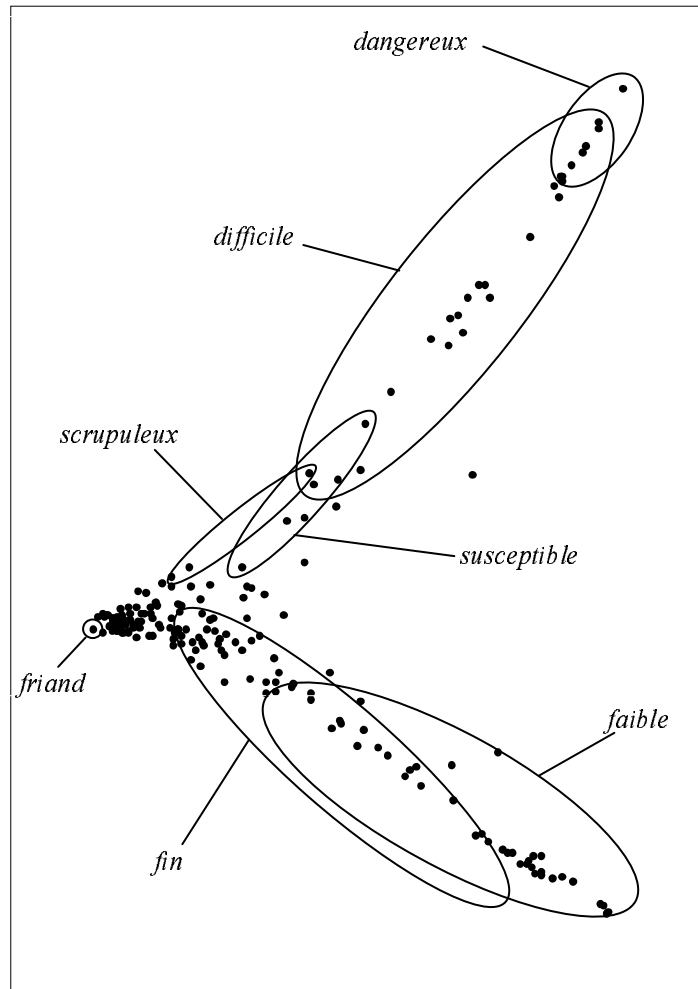 dangereux
difficile
scrupuleux
susceptible
friand
faible
fin